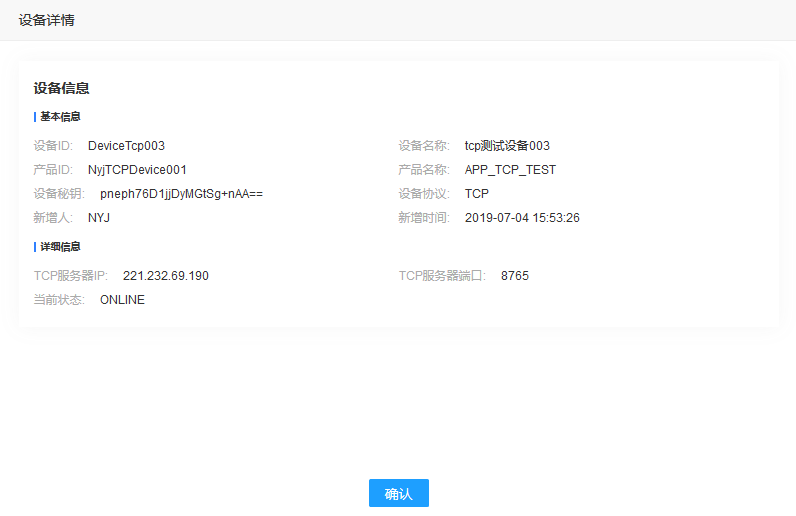 设备详情
设备信息
基本信息
设备ID: DeviceTcp003 设备名称: tcp测试设备003
产品ID: NyjTCPDevice001 产品名称: APP_TCP_TEST
设备秘钥: pneph76D1jjDyMGtSg+nAA== 设备协议: TCP
新增人: NYJ 新增时间: 2019-07-04 15:53:26
详细信息
TCP服务器IP: 221.232.69.190 TCP服务器端口: 8765
当前状态: ONLINE
确认